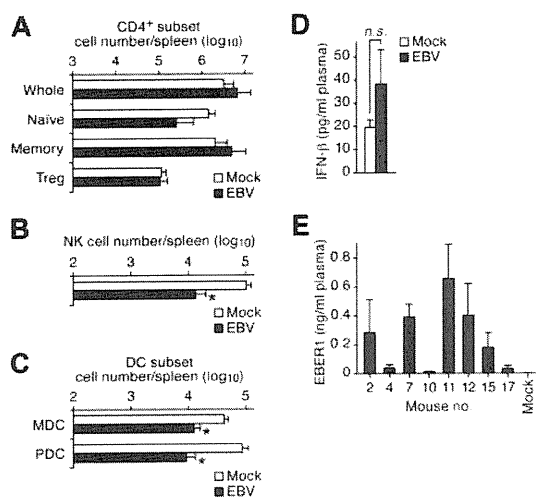 A
CD4+ subset
cell number/spleen (log10)
3 4 5 6 7
Whole
Naïve
Memory
Treg
Mock
EBV
B
NK cell number/spleen (log10)
2 3 4 5
Mock
EBV
*
C
DC subset
cell number/spleen (log10)
2 3 4 5
MDC
*
PDC
*
Mock
EBV
D
n.s.
Mock
EBV
IFN-β (pg/ml plasma)
60
50
40
30
20
10
0
E
EBER1 (ng/ml plasma)
0.8
0.6
0.4
0.2
0
2 4 7 10 11 12 15 17 Mock
Mouse no.